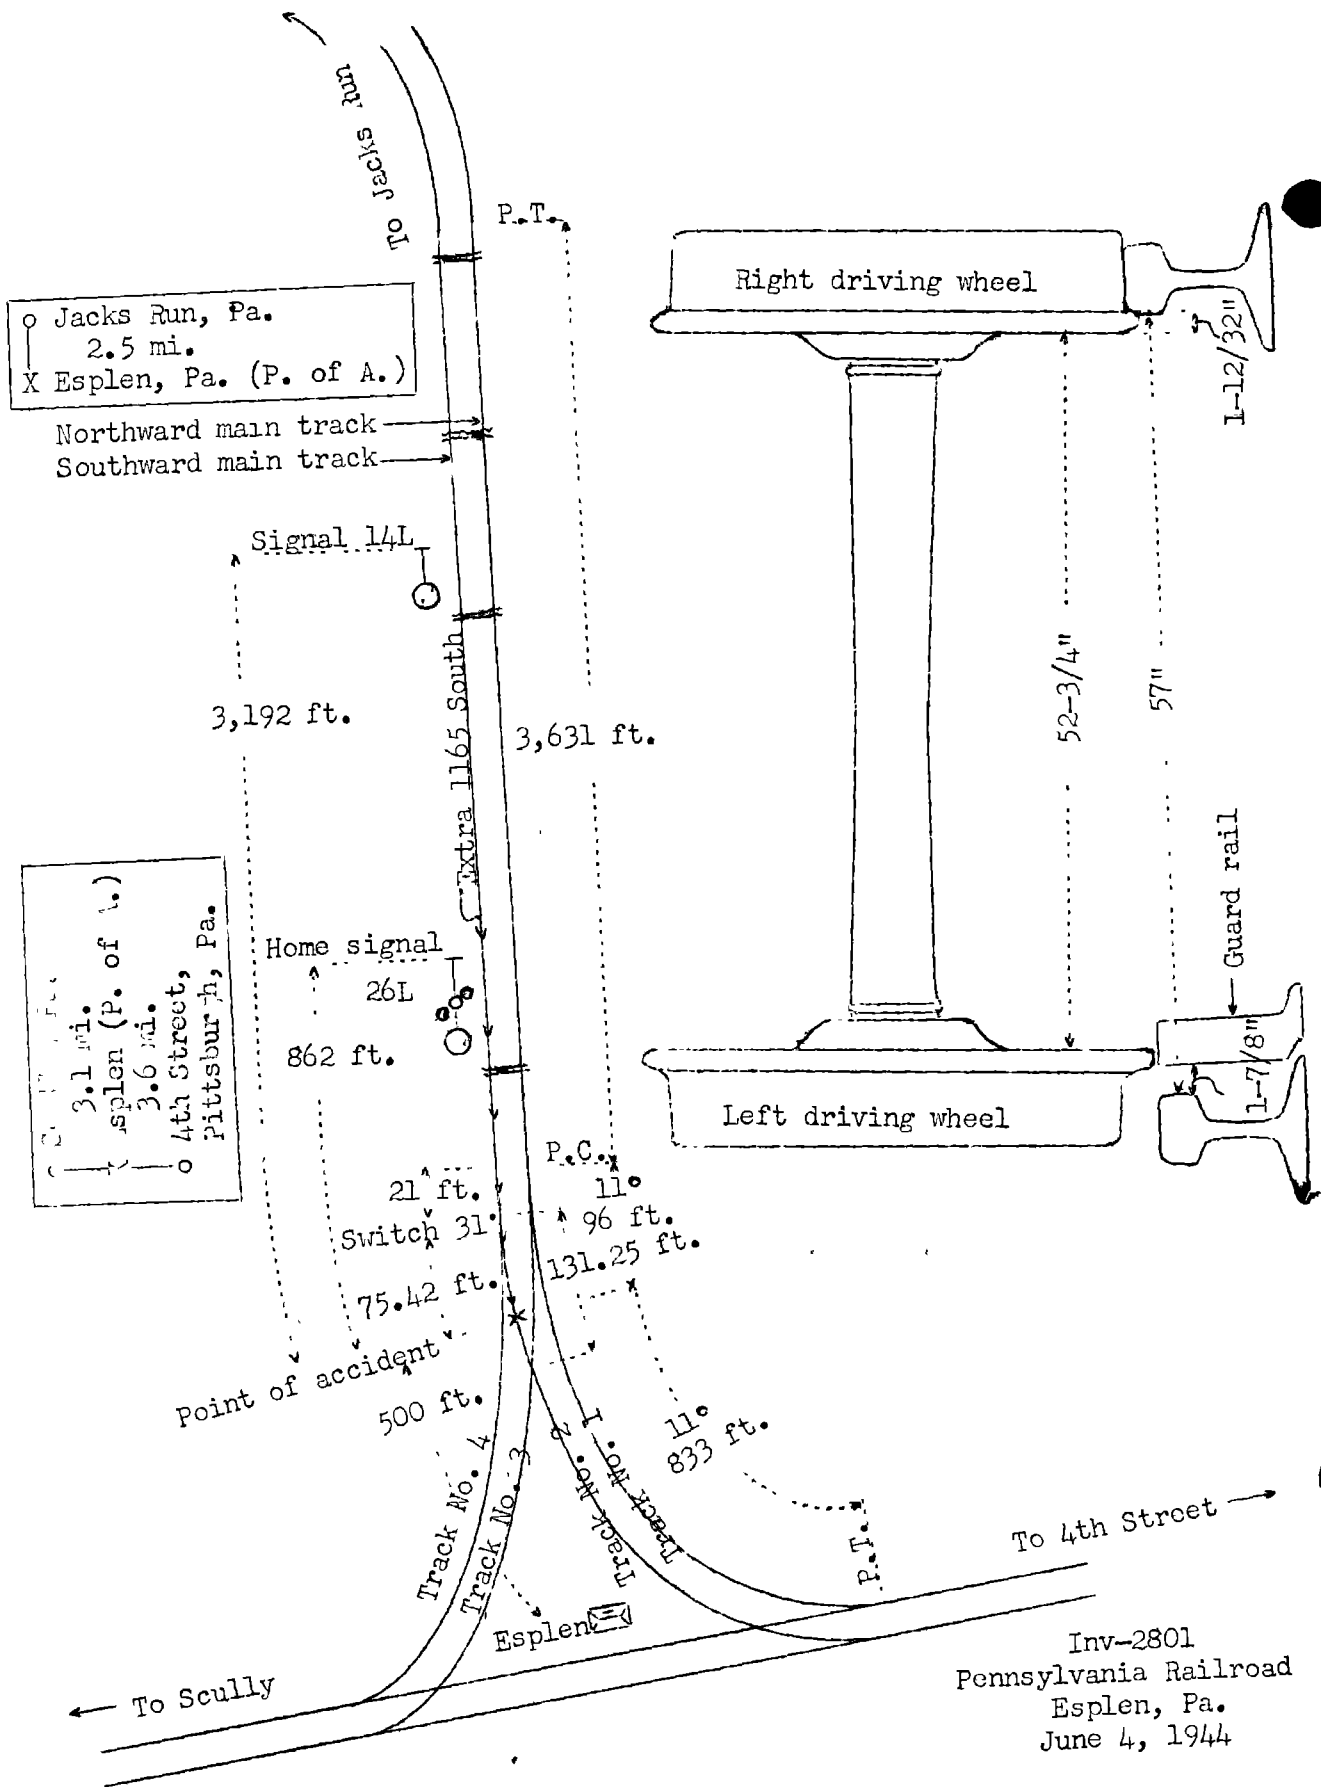 To Jacks Run
P.T.
Right driving wheel
1-12/32"
Jacks Run, Pa.
2.5 mi.
X Esplen, Pa. (P. of A.)
Northward main track
Southward main track
Signal 14L
Extra 1165 South
3,192 ft.
3,631 ft.
52-3/4"
57"
Guard rail
1-7/8"
Home signal
26L
862 ft.
3.1 mi.
splen (P. of .)
3.6 mi.
4th Street,
Pittsbur h, Pa.
Left driving wheel
P.C.
21 ft.
11°
96 ft.
Switch 31
131.25 ft.
75.42 ft.
Point of accident
500 ft.
11°
833 ft.
Track No. 4
Track No. 3
Track No. 2
Track No. 1
P.T.
To 4th Street
Esplen
To Scully
Inv-2801
Pennsylvania Railroad
Esplen, Pa.
June 4, 1944